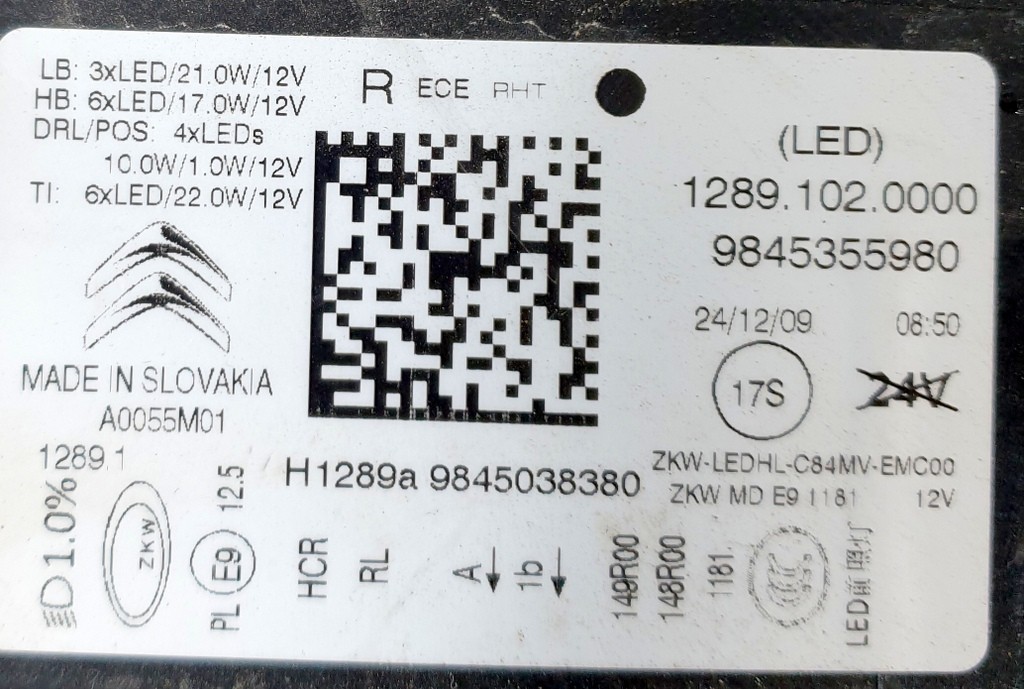 LB: 3xLED/21.0W/12V
HB: 6xLED/17.0W/12V
DRL/POS: 4xLEDs
10.0W/1.0W/12V
TI: 6xLED/22.0W/12V
R ECE RHT
(LED)
1289.102.0000
9845355980
24/12/09 08:50
17S
24V
MADE IN SLOVAKIA
A0055M01
1289.1
H1289a 9845038380
ZKW-LEDHL-C84MV-EMC00
ZKW MD E9 1181 12V
1.0%
ZKW
PL E9 12.5
HCR
RL
A↓
1b↓
149R00
148R00
1181
CCC
LED前照灯